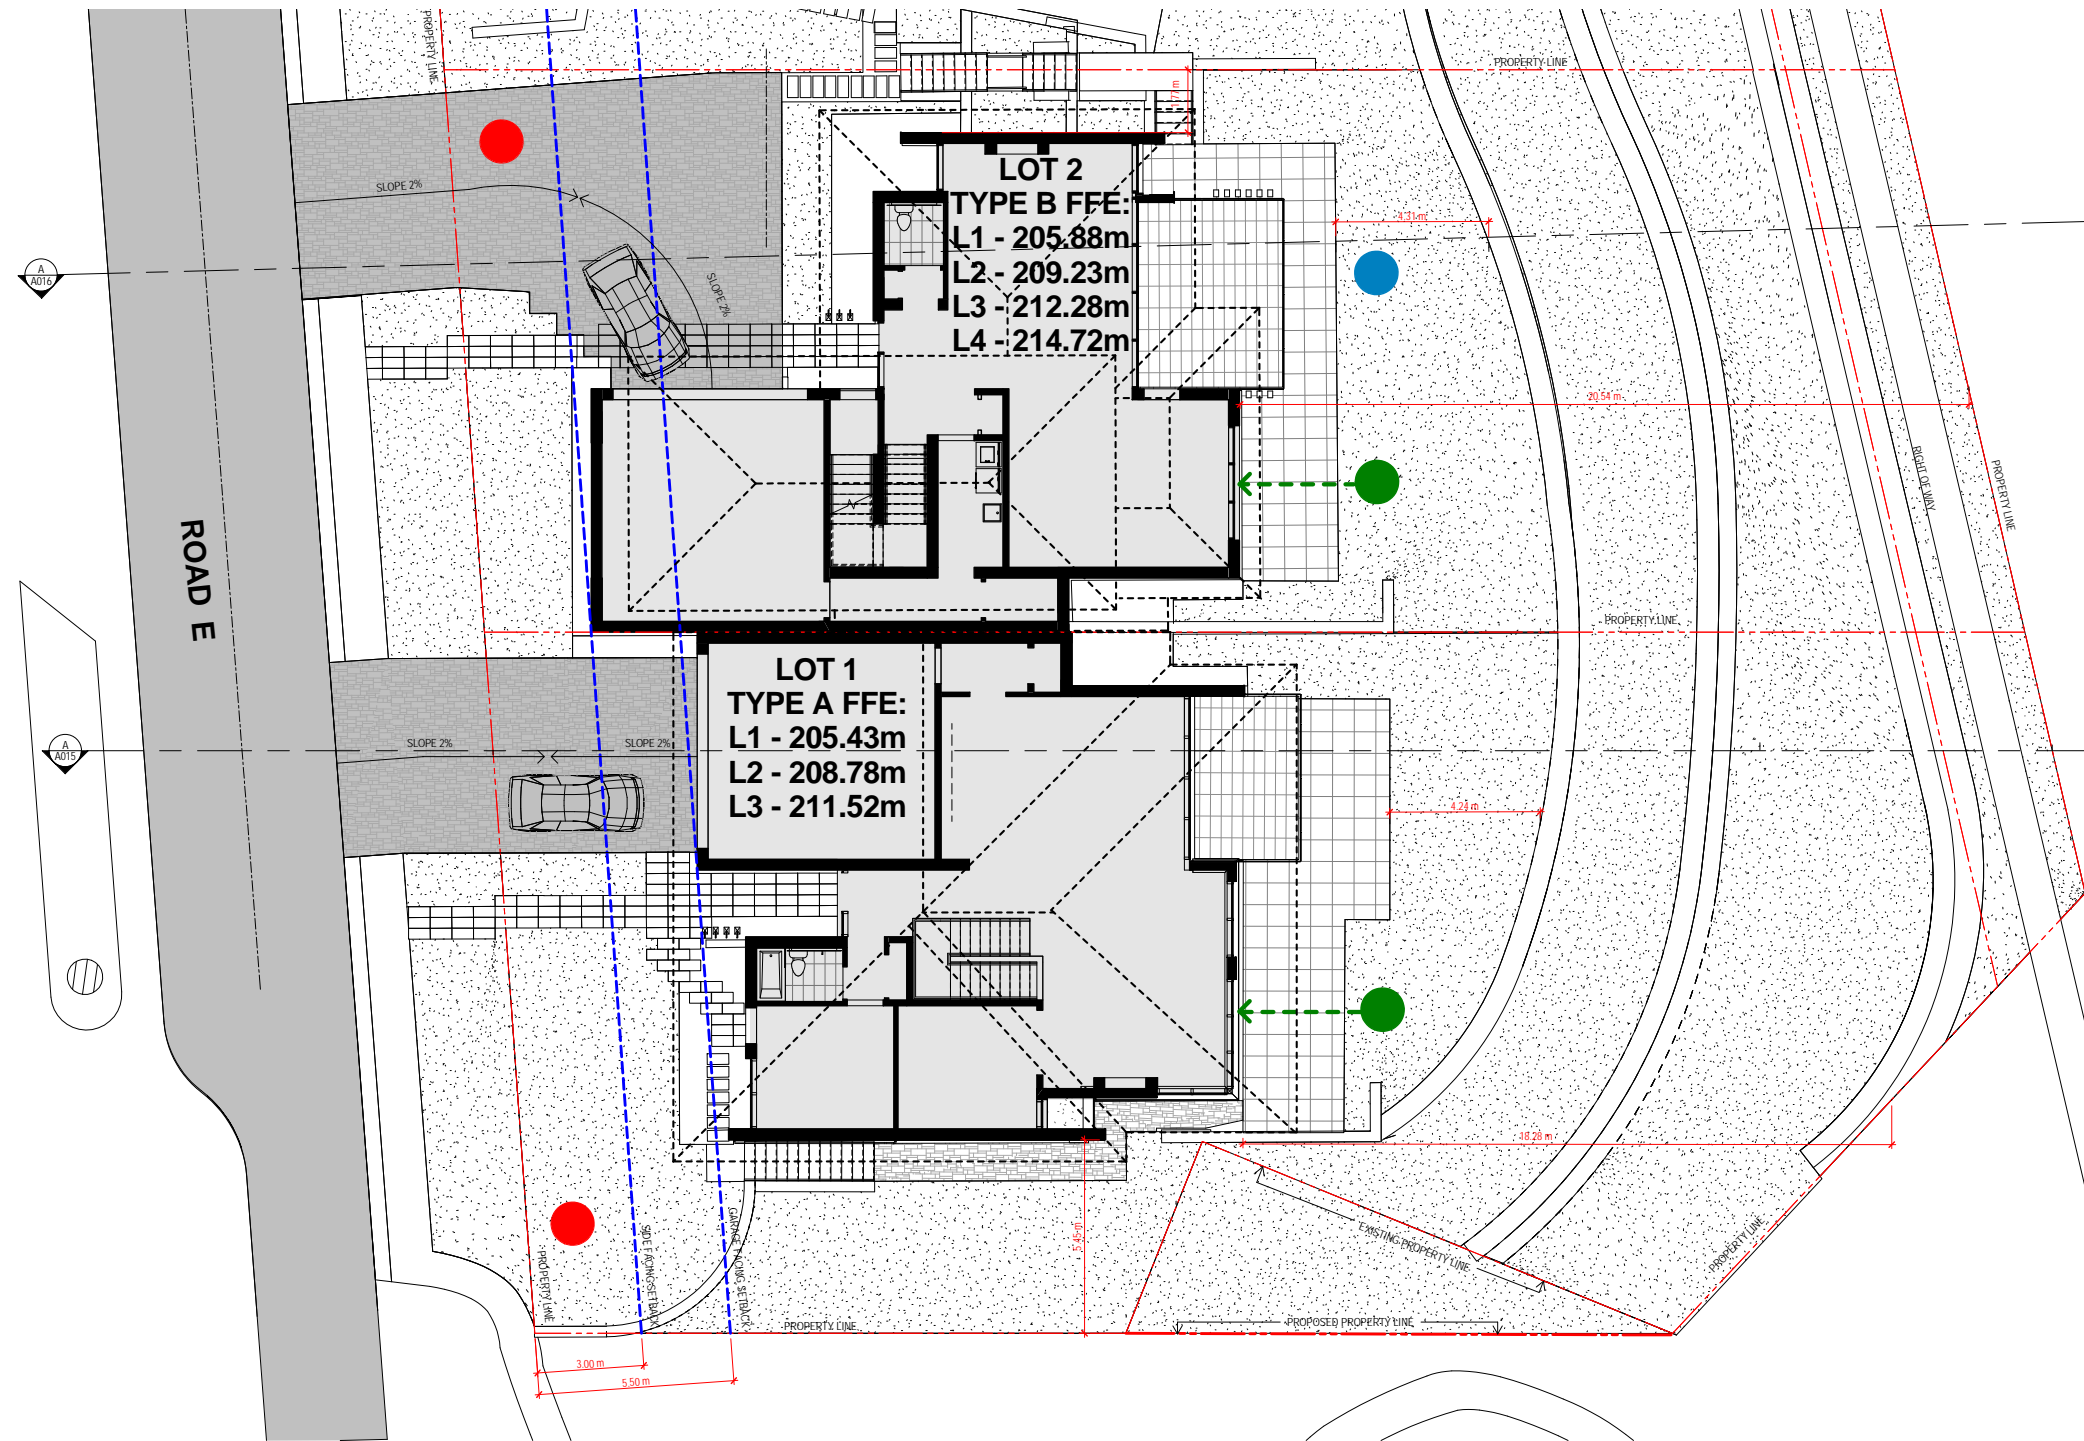 PROPERTY LINE
PROPERTY LINE
1.77 m
SLOPE 2%
SLOPE 2%
LOT 2
TYPE B FFE:
L1 - 205.88m
L2 - 209.23m
L3 - 212.28m
L4 - 214.72m
4.31 m
A
A016
20.54 m
RIGHT OF WAY
PROPERTY LINE
ROAD E
PROPERTY LINE
LOT 1
TYPE A FFE:
L1 - 205.43m
L2 - 208.78m
L3 - 211.52m
A
A015
SLOPE 2%
SLOPE 2%
4.24 m
18.28 m
5.45 m
EXISTING PROPERTY LINE
PROPERTY LINE
PROPERTY LINE
SIDE FACING SETBACK
GARAGE FACING SETBACK
PROPERTY LINE
PROPOSED PROPERTY LINE
3.00 m
5.50 m